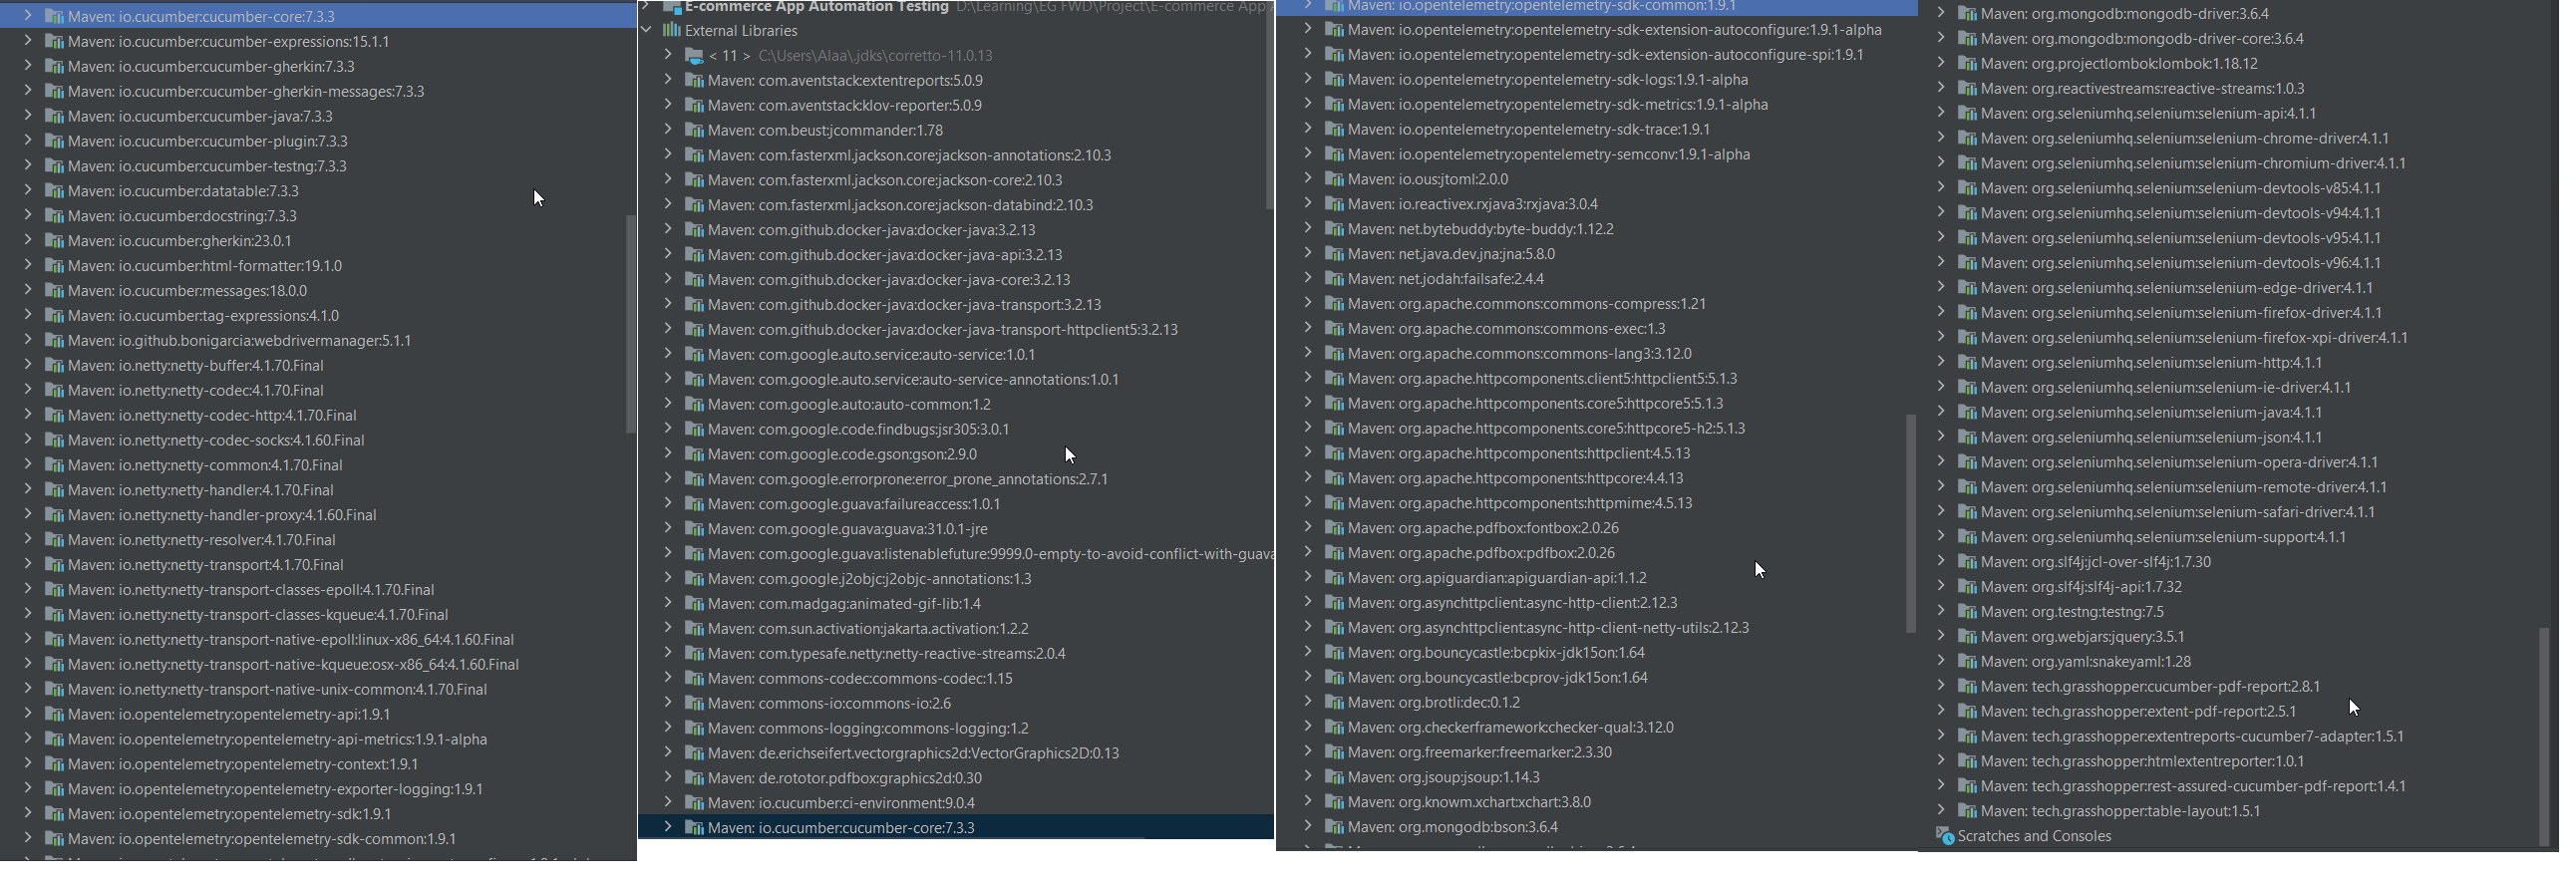 Maven: io.cucumber:cucumber-core:7.3.3
Maven: io.cucumber:cucumber-expressions:15.1.1
Maven: io.cucumber:cucumber-gherkin:7.3.3
Maven: io.cucumber:cucumber-gherkin-messages:7.3.3
Maven: io.cucumber:cucumber-java:7.3.3
Maven: io.cucumber:cucumber-plugin:7.3.3
Maven: io.cucumber:cucumber-testng:7.3.3
Maven: io.cucumber:datatable:7.3.3
Maven: io.cucumber:docstring:7.3.3
Maven: io.cucumber:gherkin:23.0.1
Maven: io.cucumber:html-formatter:19.1.0
Maven: io.cucumber:messages:18.0.0
Maven: io.cucumber:tag-expressions:4.1.0
Maven: io.github.bonigarcia:webdrivermanager:5.1.1
Maven: io.netty:netty-buffer:4.1.70.Final
Maven: io.netty:netty-codec:4.1.70.Final
Maven: io.netty:netty-codec-http:4.1.70.Final
Maven: io.netty:netty-codec-socks:4.1.60.Final
Maven: io.netty:netty-common:4.1.70.Final
Maven: io.netty:netty-handler:4.1.70.Final
Maven: io.netty:netty-handler-proxy:4.1.60.Final
Maven: io.netty:netty-resolver:4.1.70.Final
Maven: io.netty:netty-transport:4.1.70.Final
Maven: io.netty:netty-transport-classes-epoll:4.1.70.Final
Maven: io.netty:netty-transport-classes-kqueue:4.1.70.Final
Maven: io.netty:netty-transport-native-epoll:linux-x86_64:4.1.60.Final
Maven: io.netty:netty-transport-native-kqueue:osx-x86_64:4.1.60.Final
Maven: io.netty:netty-transport-native-unix-common:4.1.70.Final
Maven: io.opentelemetry:opentelemetry-api:1.9.1
Maven: io.opentelemetry:opentelemetry-api-metrics:1.9.1-alpha
Maven: io.opentelemetry:opentelemetry-context:1.9.1
Maven: io.opentelemetry:opentelemetry-exporter-logging:1.9.1
Maven: io.opentelemetry:opentelemetry-sdk:1.9.1
Maven: io.opentelemetry:opentelemetry-sdk-common:1.9.1
E-commerce App Automation Testing D:\Learning\EG FWD\Project\E-commerce App
External Libraries
< 11 > C:\Users\Alaa\.jdks\corretto-11.0.13
Maven: com.aventstack:extentreports:5.0.9
Maven: com.aventstack:klov-reporter:5.0.9
Maven: com.beust:jcommander:1.78
Maven: com.fasterxml.jackson.core:jackson-annotations:2.10.3
Maven: com.fasterxml.jackson.core:jackson-core:2.10.3
Maven: com.fasterxml.jackson.core:jackson-databind:2.10.3
Maven: com.github.docker-java:docker-java:3.2.13
Maven: com.github.docker-java:docker-java-api:3.2.13
Maven: com.github.docker-java:docker-java-core:3.2.13
Maven: com.github.docker-java:docker-java-transport:3.2.13
Maven: com.github.docker-java:docker-java-transport-httpclient5:3.2.13
Maven: com.google.auto.service:auto-service:1.0.1
Maven: com.google.auto.service:auto-service-annotations:1.0.1
Maven: com.google.auto:auto-common:1.2
Maven: com.google.code.findbugs:jsr305:3.0.1
Maven: com.google.code.gson:gson:2.9.0
Maven: com.google.errorprone:error_prone_annotations:2.7.1
Maven: com.google.guava:failureaccess:1.0.1
Maven: com.google.guava:guava:31.0.1-jre
Maven: com.google.guava:listenablefuture:9999.0-empty-to-avoid-conflict-with-guava
Maven: com.google.j2objc:j2objc-annotations:1.3
Maven: com.madgag:animated-gif-lib:1.4
Maven: com.sun.activation:jakarta.activation:1.2.2
Maven: com.typesafe.netty:netty-reactive-streams:2.0.4
Maven: commons-codec:commons-codec:1.15
Maven: commons-io:commons-io:2.6
Maven: commons-logging:commons-logging:1.2
Maven: de.erichseifert.vectorgraphics2d:VectorGraphics2D:0.13
Maven: de.rototor.pdfbox:graphics2d:0.30
Maven: io.cucumber:ci-environment:9.0.4
Maven: io.cucumber:cucumber-core:7.3.3
Maven: io.opentelemetry:opentelemetry-sdk-common:1.9.1
Maven: io.opentelemetry:opentelemetry-sdk-extension-autoconfigure:1.9.1-alpha
Maven: io.opentelemetry:opentelemetry-sdk-extension-autoconfigure-spi:1.9.1
Maven: io.opentelemetry:opentelemetry-sdk-logs:1.9.1-alpha
Maven: io.opentelemetry:opentelemetry-sdk-metrics:1.9.1-alpha
Maven: io.opentelemetry:opentelemetry-sdk-trace:1.9.1
Maven: io.opentelemetry:opentelemetry-semconv:1.9.1-alpha
Maven: io.ous:jtoml:2.0.0
Maven: io.reactivex.rxjava3:rxjava:3.0.4
Maven: net.bytebuddy:byte-buddy:1.12.2
Maven: net.java.dev.jna:jna:5.8.0
Maven: net.jodah:failsafe:2.4.4
Maven: org.apache.commons:commons-compress:1.21
Maven: org.apache.commons:commons-exec:1.3
Maven: org.apache.commons:commons-lang3:3.12.0
Maven: org.apache.httpcomponents.client5:httpclient5:5.1.3
Maven: org.apache.httpcomponents.core5:httpcore5:5.1.3
Maven: org.apache.httpcomponents.core5:httpcore5-h2:5.1.3
Maven: org.apache.httpcomponents:httpclient:4.5.13
Maven: org.apache.httpcomponents:httpcore:4.4.13
Maven: org.apache.httpcomponents:httpmime:4.5.13
Maven: org.apache.pdfbox:fontbox:2.0.26
Maven: org.apache.pdfbox:pdfbox:2.0.26
Maven: org.apiguardian:apiguardian-api:1.1.2
Maven: org.asynchttpclient:async-http-client:2.12.3
Maven: org.asynchttpclient:async-http-client-netty-utils:2.12.3
Maven: org.bouncycastle:bcpkix-jdk15on:1.64
Maven: org.bouncycastle:bcprov-jdk15on:1.64
Maven: org.brotli:dec:0.1.2
Maven: org.checkerframework:checker-qual:3.12.0
Maven: org.freemarker:freemarker:2.3.30
Maven: org.jsoup:jsoup:1.14.3
Maven: org.knowm.xchart:xchart:3.8.0
Maven: org.mongodb:bson:3.6.4
Maven: org.mongodb:mongodb-driver:3.6.4
Maven: org.mongodb:mongodb-driver-core:3.6.4
Maven: org.projectlombok:lombok:1.18.12
Maven: org.reactivestreams:reactive-streams:1.0.3
Maven: org.seleniumhq.selenium:selenium-api:4.1.1
Maven: org.seleniumhq.selenium:selenium-chrome-driver:4.1.1
Maven: org.seleniumhq.selenium:selenium-chromium-driver:4.1.1
Maven: org.seleniumhq.selenium:selenium-devtools-v85:4.1.1
Maven: org.seleniumhq.selenium:selenium-devtools-v94:4.1.1
Maven: org.seleniumhq.selenium:selenium-devtools-v95:4.1.1
Maven: org.seleniumhq.selenium:selenium-devtools-v96:4.1.1
Maven: org.seleniumhq.selenium:selenium-edge-driver:4.1.1
Maven: org.seleniumhq.selenium:selenium-firefox-driver:4.1.1
Maven: org.seleniumhq.selenium:selenium-firefox-xpi-driver:4.1.1
Maven: org.seleniumhq.selenium:selenium-http:4.1.1
Maven: org.seleniumhq.selenium:selenium-ie-driver:4.1.1
Maven: org.seleniumhq.selenium:selenium-java:4.1.1
Maven: org.seleniumhq.selenium:selenium-json:4.1.1
Maven: org.seleniumhq.selenium:selenium-opera-driver:4.1.1
Maven: org.seleniumhq.selenium:selenium-remote-driver:4.1.1
Maven: org.seleniumhq.selenium:selenium-safari-driver:4.1.1
Maven: org.seleniumhq.selenium:selenium-support:4.1.1
Maven: org.slf4j:jcl-over-slf4j:1.7.30
Maven: org.slf4j:slf4j-api:1.7.32
Maven: org.testng:testng:7.5
Maven: org.webjars:jquery:3.5.1
Maven: org.yaml:snakeyaml:1.28
Maven: tech.grasshopper:cucumber-pdf-report:2.8.1
Maven: tech.grasshopper:extent-pdf-report:2.5.1
Maven: tech.grasshopper:extentreports-cucumber7-adapter:1.5.1
Maven: tech.grasshopper:htmlextentreporter:1.0.1
Maven: tech.grasshopper:rest-assured-cucumber-pdf-report:1.4.1
Maven: tech.grasshopper:table-layout:1.5.1
Scratches and Consoles